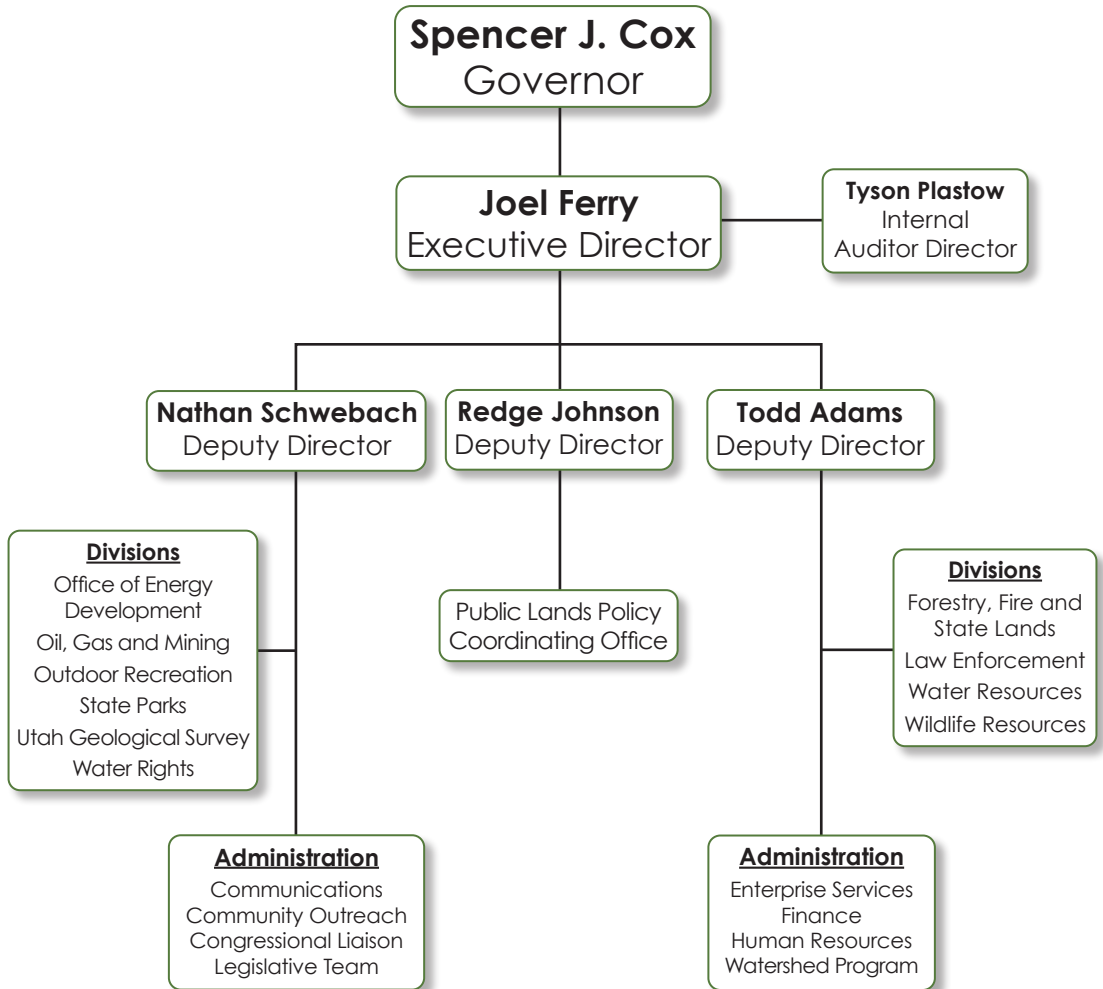 Spencer J. Cox
Governor
Joel Ferry
Executive Director
Tyson Plastow
Internal
Auditor Director
Nathan Schwebach
Deputy Director
Redge Johnson
Deputy Director
Todd Adams
Deputy Director
Divisions
Office of Energy
Development
Oil, Gas and Mining
Outdoor Recreation
State Parks
Utah Geological Survey
Water Rights
Public Lands Policy
Coordinating Office
Divisions
Forestry, Fire and
State Lands
Law Enforcement
Water Resources
Wildlife Resources
Administration
Communications
Community Outreach
Congressional Liaison
Legislative Team
Administration
Enterprise Services
Finance
Human Resources
Watershed Program